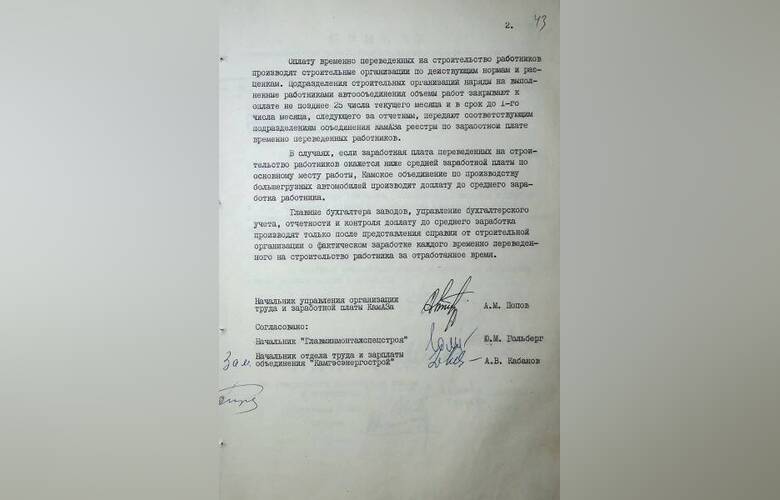 2. 43
Оплату временно переведенных на строительство работников
производят строительные организации по действующим нормам и рас-
ценкам. Подразделения строительных организаций наряды на выпол-
ненные работниками автообъединения объемы работ закрывают к
оплате не позднее 25 числа текущего месяца и в срок до 1-го
числа месяца, следующего за отчетным, передают соответствующим
подразделениям объединения КамАЗа реестры по заработной плате
временно переведенных работников.
В случаях, если заработная плата переведенных на строи-
тельство работников окажется ниже средней заработной платы по
основному месту работы, Камское объединение по производству
большегрузных автомобилей производит доплату до среднего зара-
ботка работника.
Главные бухгалтера заводов, управление бухгалтерского
учета, отчетности и контроля доплату до среднего заработка
производят только после представления справки от строительной
организации о фактическом заработке каждого временно переведен-
ного на строительство работника за отработанное время.
Начальник управления организации
труда и заработной платы КамАЗа А.М. Попов
Согласовано:
Начальник "Главминмонтажспецстроя" Ю.М. Гольберг
Зам. Начальник отдела труда и зарплаты
объединения "Камгэсэнергострой" А.В. Кабанов